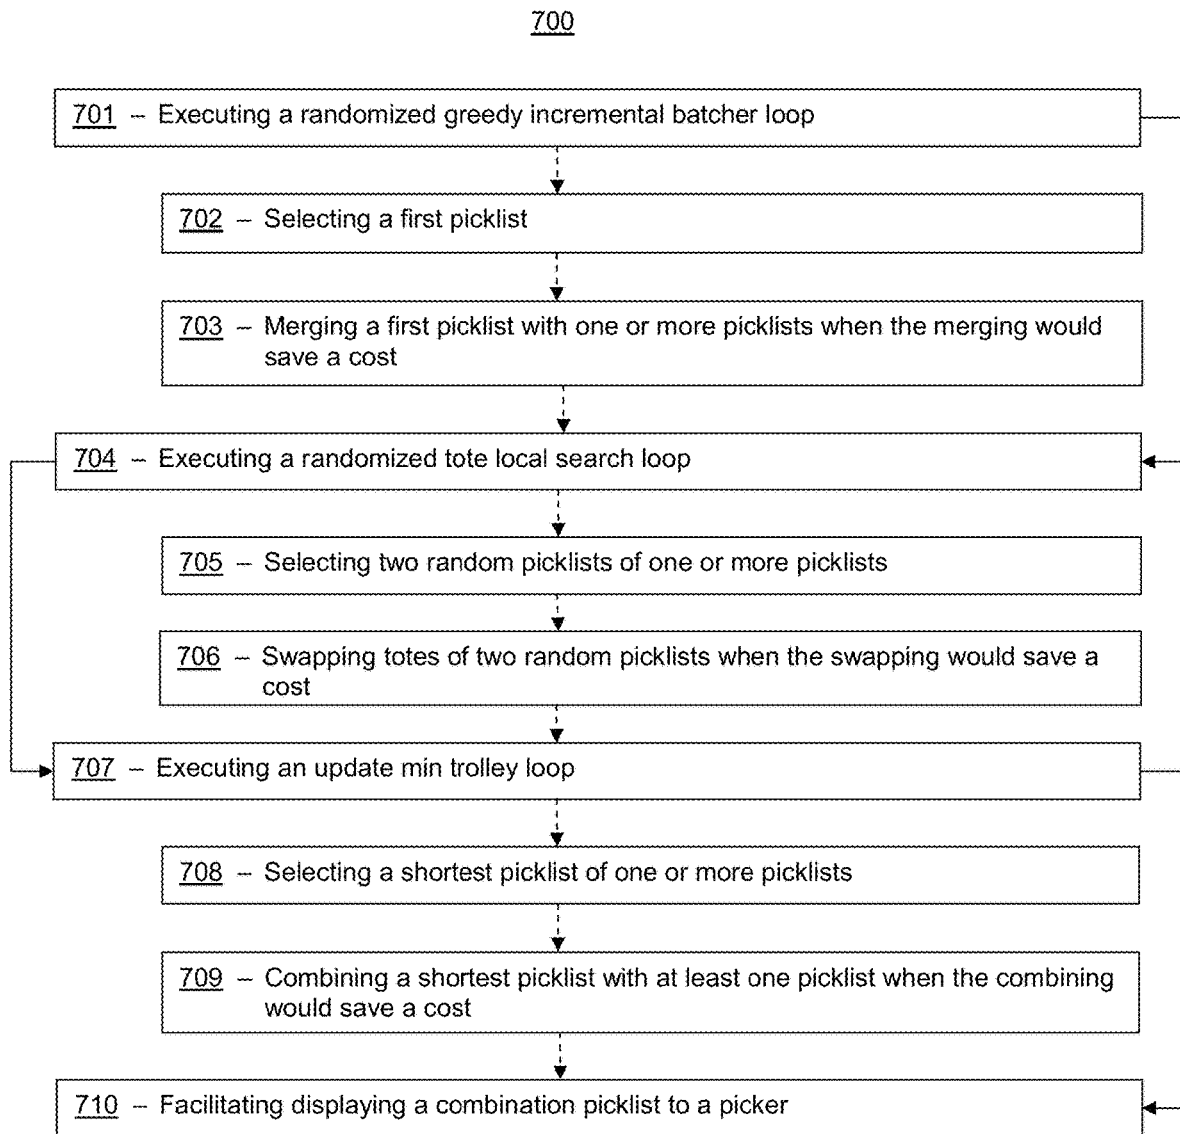 700
701 – Executing a randomized greedy incremental batcher loop
702 – Selecting a first picklist
703 – Merging a first picklist with one or more picklists when the merging would
save a cost
704 – Executing a randomized tote local search loop
705 – Selecting two random picklists of one or more picklists
706 – Swapping totes of two random picklists when the swapping would save a
cost
707 – Executing an update min trolley loop
708 – Selecting a shortest picklist of one or more picklists
709 – Combining a shortest picklist with at least one picklist when the combining
would save a cost
710 – Facilitating displaying a combination picklist to a picker